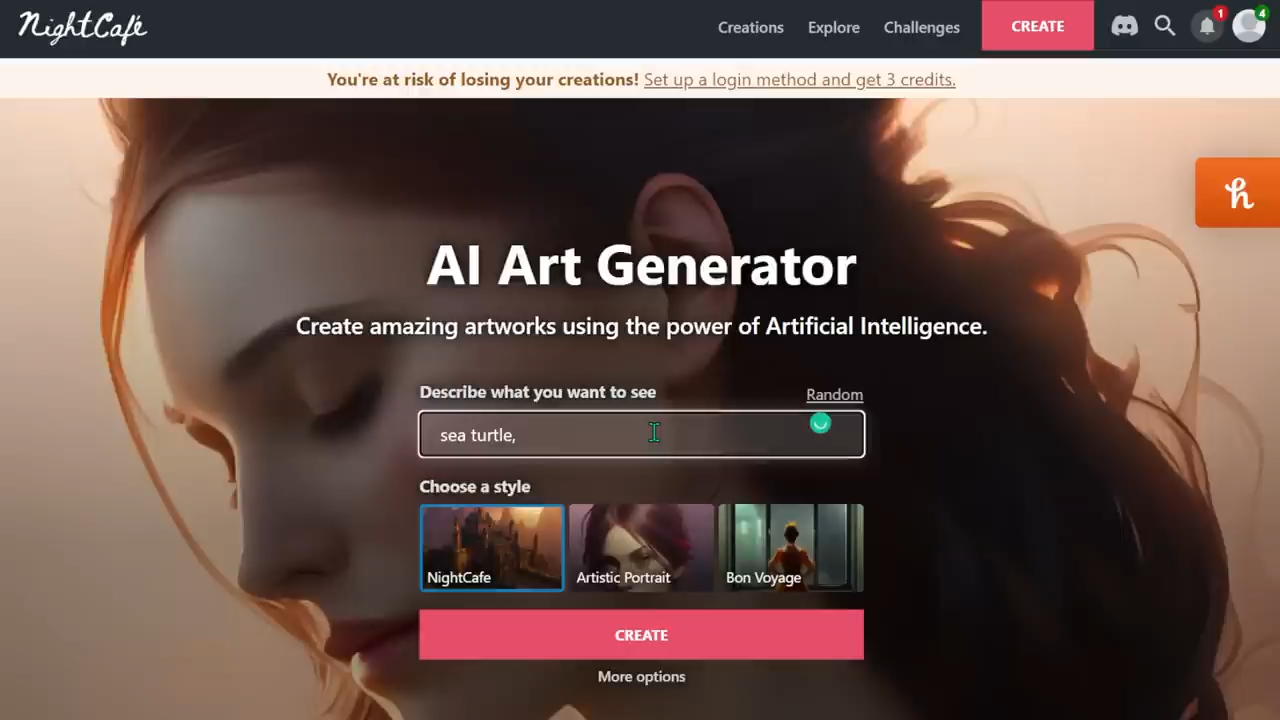 NightCafé
Creations Explore Challenges CREATE 1 4
You're at risk of losing your creations! Set up a login method and get 3 credits.
h
AI Art Generator
Create amazing artworks using the power of Artificial Intelligence.
Describe what you want to see Random
sea turtle,
Choose a style
NightCafe Artistic Portrait Bon Voyage
CREATE
More options